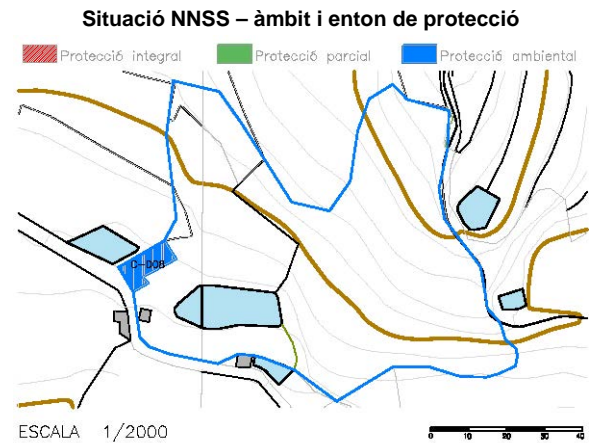 Situació NNSS – àmbit i enton de protecció
Protecció integral Protecció parcial Protecció ambiental
C-008
ESCALA 1/2000
0 10 20 30 40